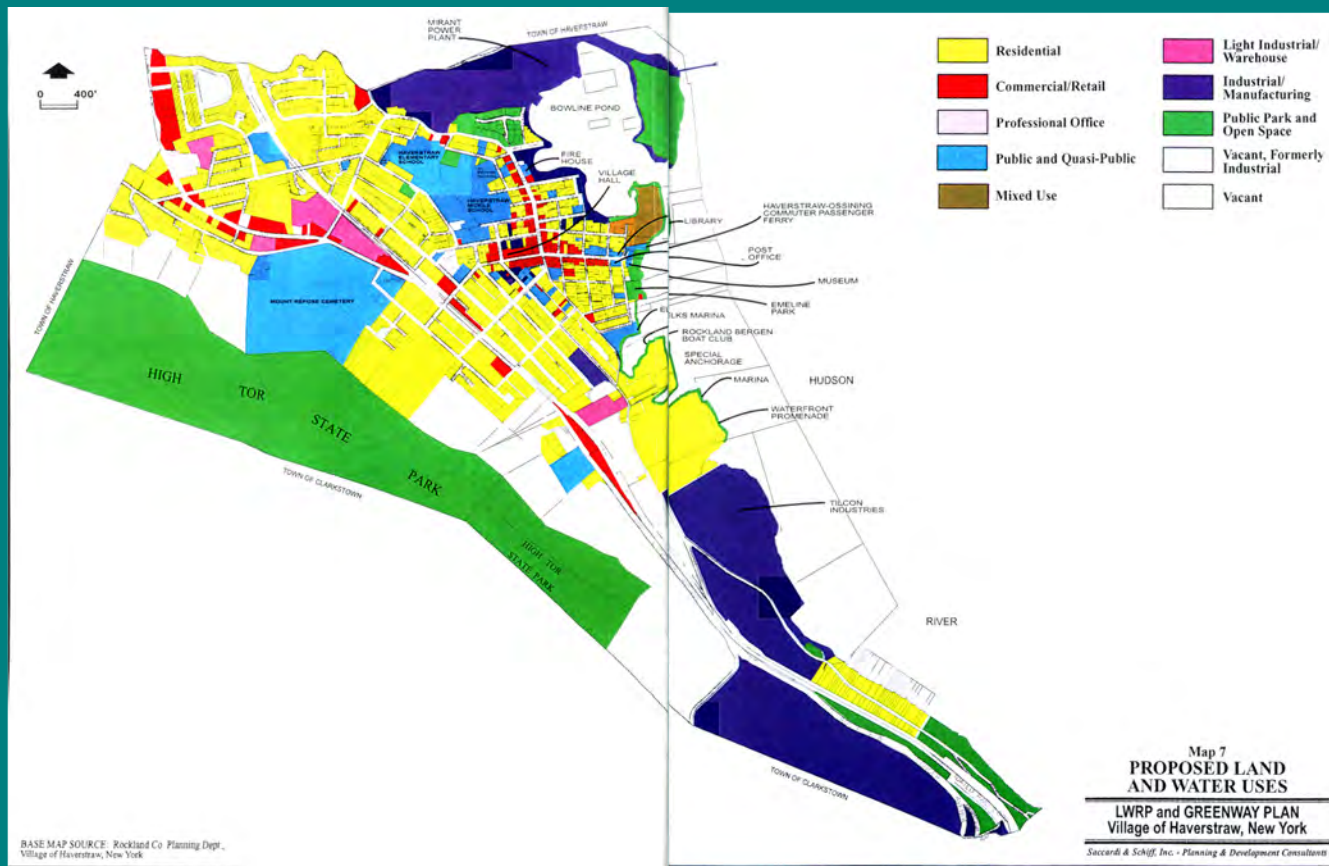 MIRANT
POWER
PLANT
TOWN OF HAVERSTRAW
0 400'
BOWLINE POND
HAVERSTRAW
ELEMENTARY
SCHOOL
FIRE
HOUSE
VILLAGE
HALL
HAVERSTRAW
MIDDLE
SCHOOL
LIBRARY
HAVERSTRAW-OSSINING
COMMUTER PASSENGER
FERRY
POST
OFFICE
MUSEUM
EMELINE
PARK
ELKS MARINA
ROCKLAND BERGEN
BOAT CLUB
SPECIAL
ANCHORAGE
MARINA
HUDSON
WATERFRONT
PROMENADE
TOWN OF HAVERSTRAW
MOUNT REPOSE CEMETERY
HIGH TOR STATE PARK
TOWN OF CLARKSTOWN
HIGH TOR
STATE PARK
TILCON
INDUSTRIES
RIVER
TOWN OF CLARKSTOWN
Residential
Commercial/Retail
Professional Office
Public and Quasi-Public
Mixed Use
Light Industrial/
Warehouse
Industrial/
Manufacturing
Public Park and
Open Space
Vacant, Formerly
Industrial
Vacant
Map 7
PROPOSED LAND
AND WATER USES
LWRP and GREENWAY PLAN
Village of Haverstraw, New York
Saccardi & Schiff, Inc. - Planning & Development Consultants
BASE MAP SOURCE: Rockland Co. Planning Dept.,
Village of Haverstraw, New York